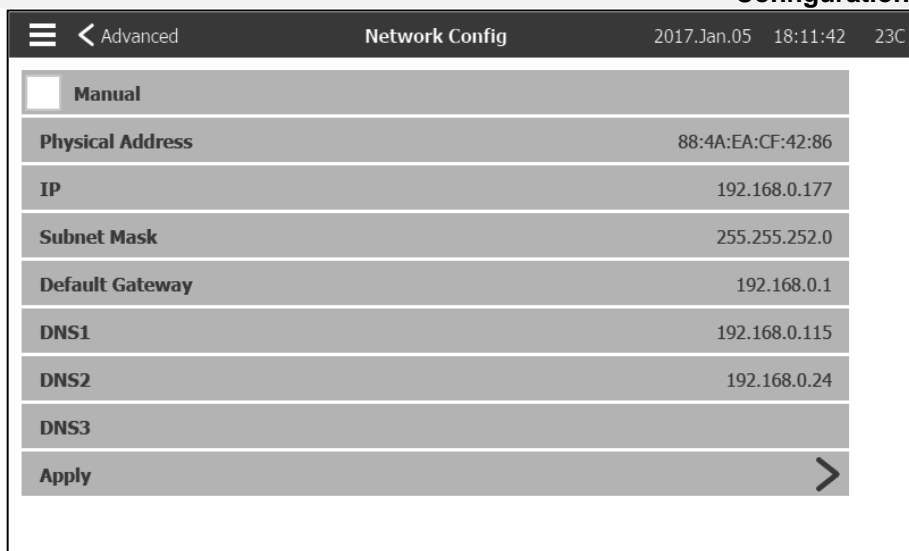 Configuration
Advanced Network Config 2017.Jan.05 18:11:42 23C
Manual
Physical Address 88:4A:EA:CF:42:86
IP 192.168.0.177
Subnet Mask 255.255.252.0
Default Gateway 192.168.0.1
DNS1 192.168.0.115
DNS2 192.168.0.24
DNS3
Apply